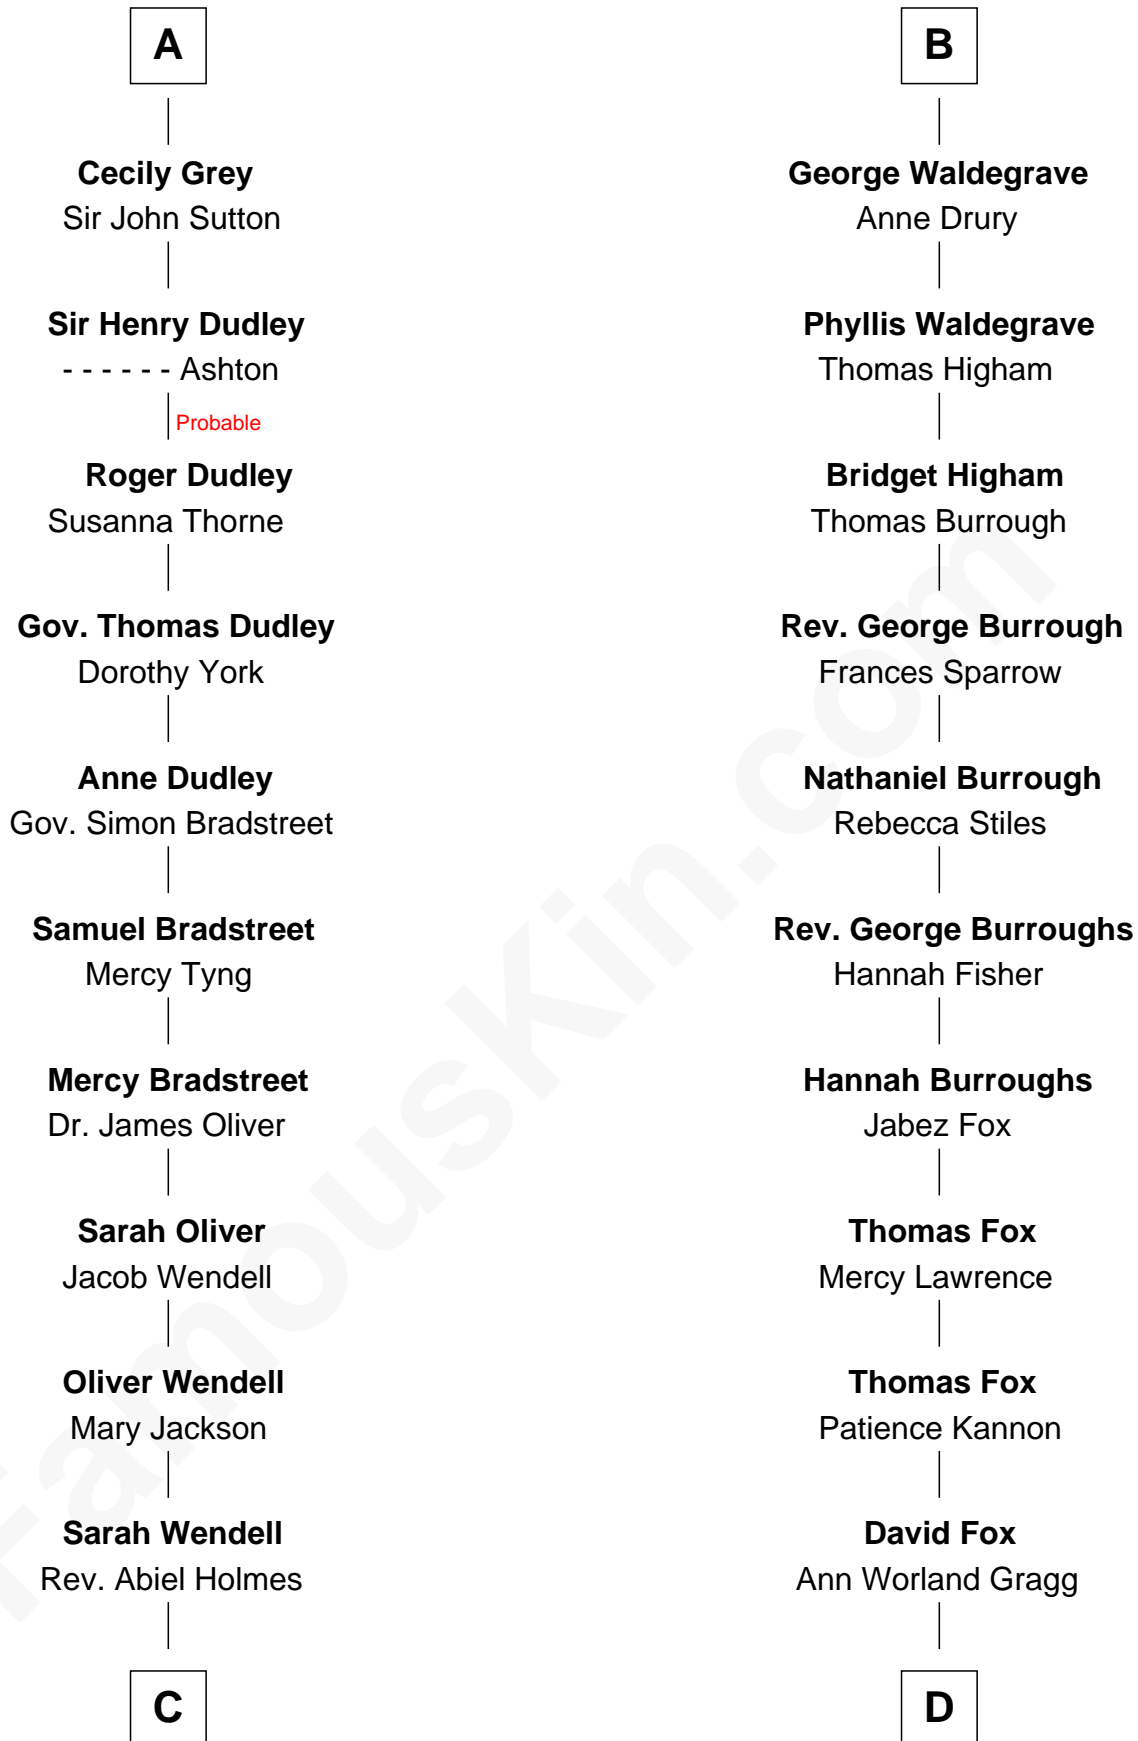 A
Cecily Grey
Sir John Sutton
Sir Henry Dudley
- - - - - - Ashton
Probable
Roger Dudley
Susanna Thorne
Gov. Thomas Dudley
Dorothy York
Anne Dudley
Gov. Simon Bradstreet
Samuel Bradstreet
Mercy Tyng
Mercy Bradstreet
Dr. James Oliver
Sarah Oliver
Jacob Wendell
Oliver Wendell
Mary Jackson
Sarah Wendell
Rev. Abiel Holmes
C
B
George Waldegrave
Anne Drury
Phyllis Waldegrave
Thomas Higham
Bridget Higham
Thomas Burrough
Rev. George Burrough
Frances Sparrow
Nathaniel Burrough
Rebecca Stiles
Rev. George Burroughs
Hannah Fisher
Hannah Burroughs
Jabez Fox
Thomas Fox
Mercy Lawrence
Thomas Fox
Patience Kannon
David Fox
Ann Worland Gragg
D
FamousKin.com